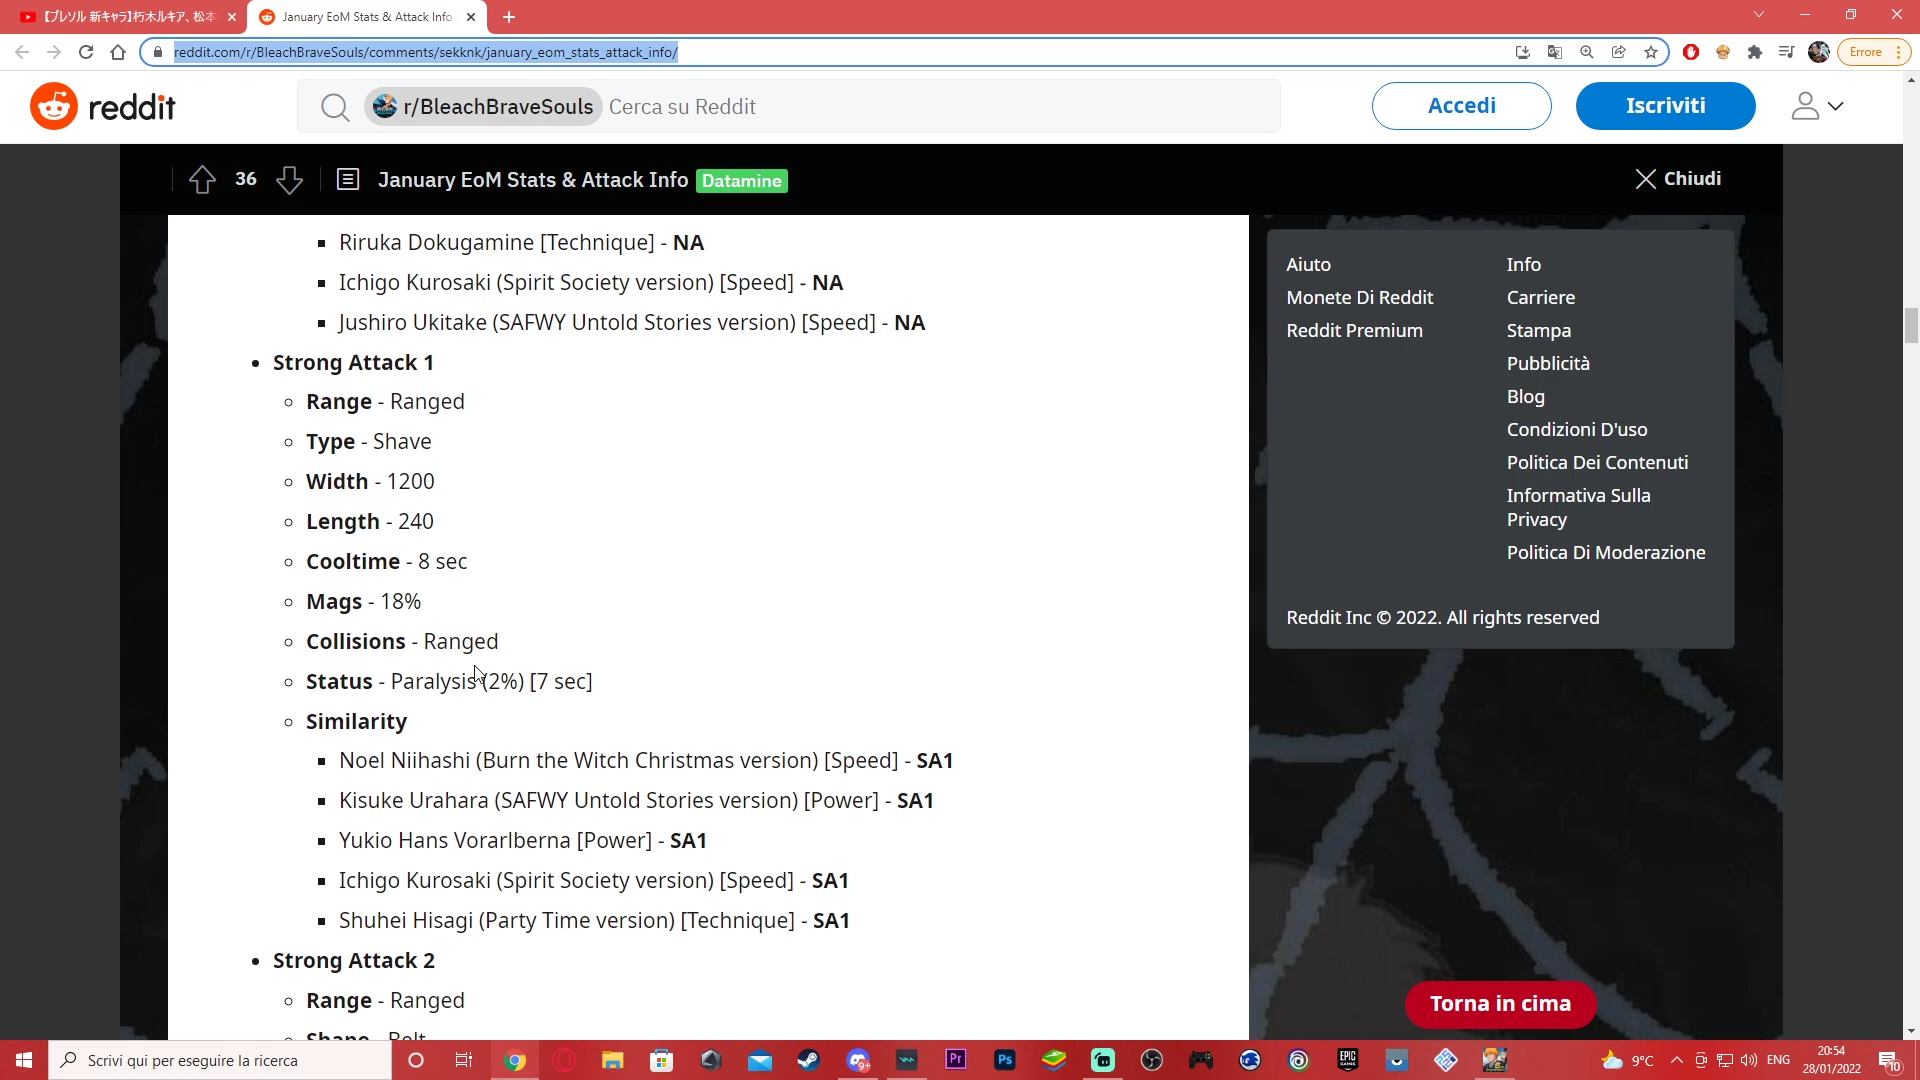 【ブレソル 新キャラ】朽木ルキア、松本
January EoM Stats & Attack Info
reddit.com/r/BleachBraveSouls/comments/sekknk/january_eom_stats_attack_info/
Errore
reddit
r/BleachBraveSouls Cerca su Reddit
Accedi
Iscriviti
36
January EoM Stats & Attack Info Datamine
Chiudi
Riruka Dokugamine [Technique] - NA
Ichigo Kurosaki (Spirit Society version) [Speed] - NA
Jushiro Ukitake (SAFWY Untold Stories version) [Speed] - NA
Strong Attack 1
Range - Ranged
Type - Shave
Width - 1200
Length - 240
Cooltime - 8 sec
Mags - 18%
Collisions - Ranged
Status - Paralysis (2%) [7 sec]
Similarity
Noel Niihashi (Burn the Witch Christmas version) [Speed] - SA1
Kisuke Urahara (SAFWY Untold Stories version) [Power] - SA1
Yukio Hans Vorarlberna [Power] - SA1
Ichigo Kurosaki (Spirit Society version) [Speed] - SA1
Shuhei Hisagi (Party Time version) [Technique] - SA1
Strong Attack 2
Range - Ranged
Shape - Bolt
Aiuto
Monete Di Reddit
Reddit Premium
Info
Carriere
Stampa
Pubblicità
Blog
Condizioni D'uso
Politica Dei Contenuti
Informativa Sulla
Privacy
Politica Di Moderazione
Reddit Inc © 2022. All rights reserved
Torna in cima
Scrivi qui per eseguire la ricerca
9+
Pr
Ps
EPIC
GAMES
9°C
ENG
20:54
28/01/2022
10